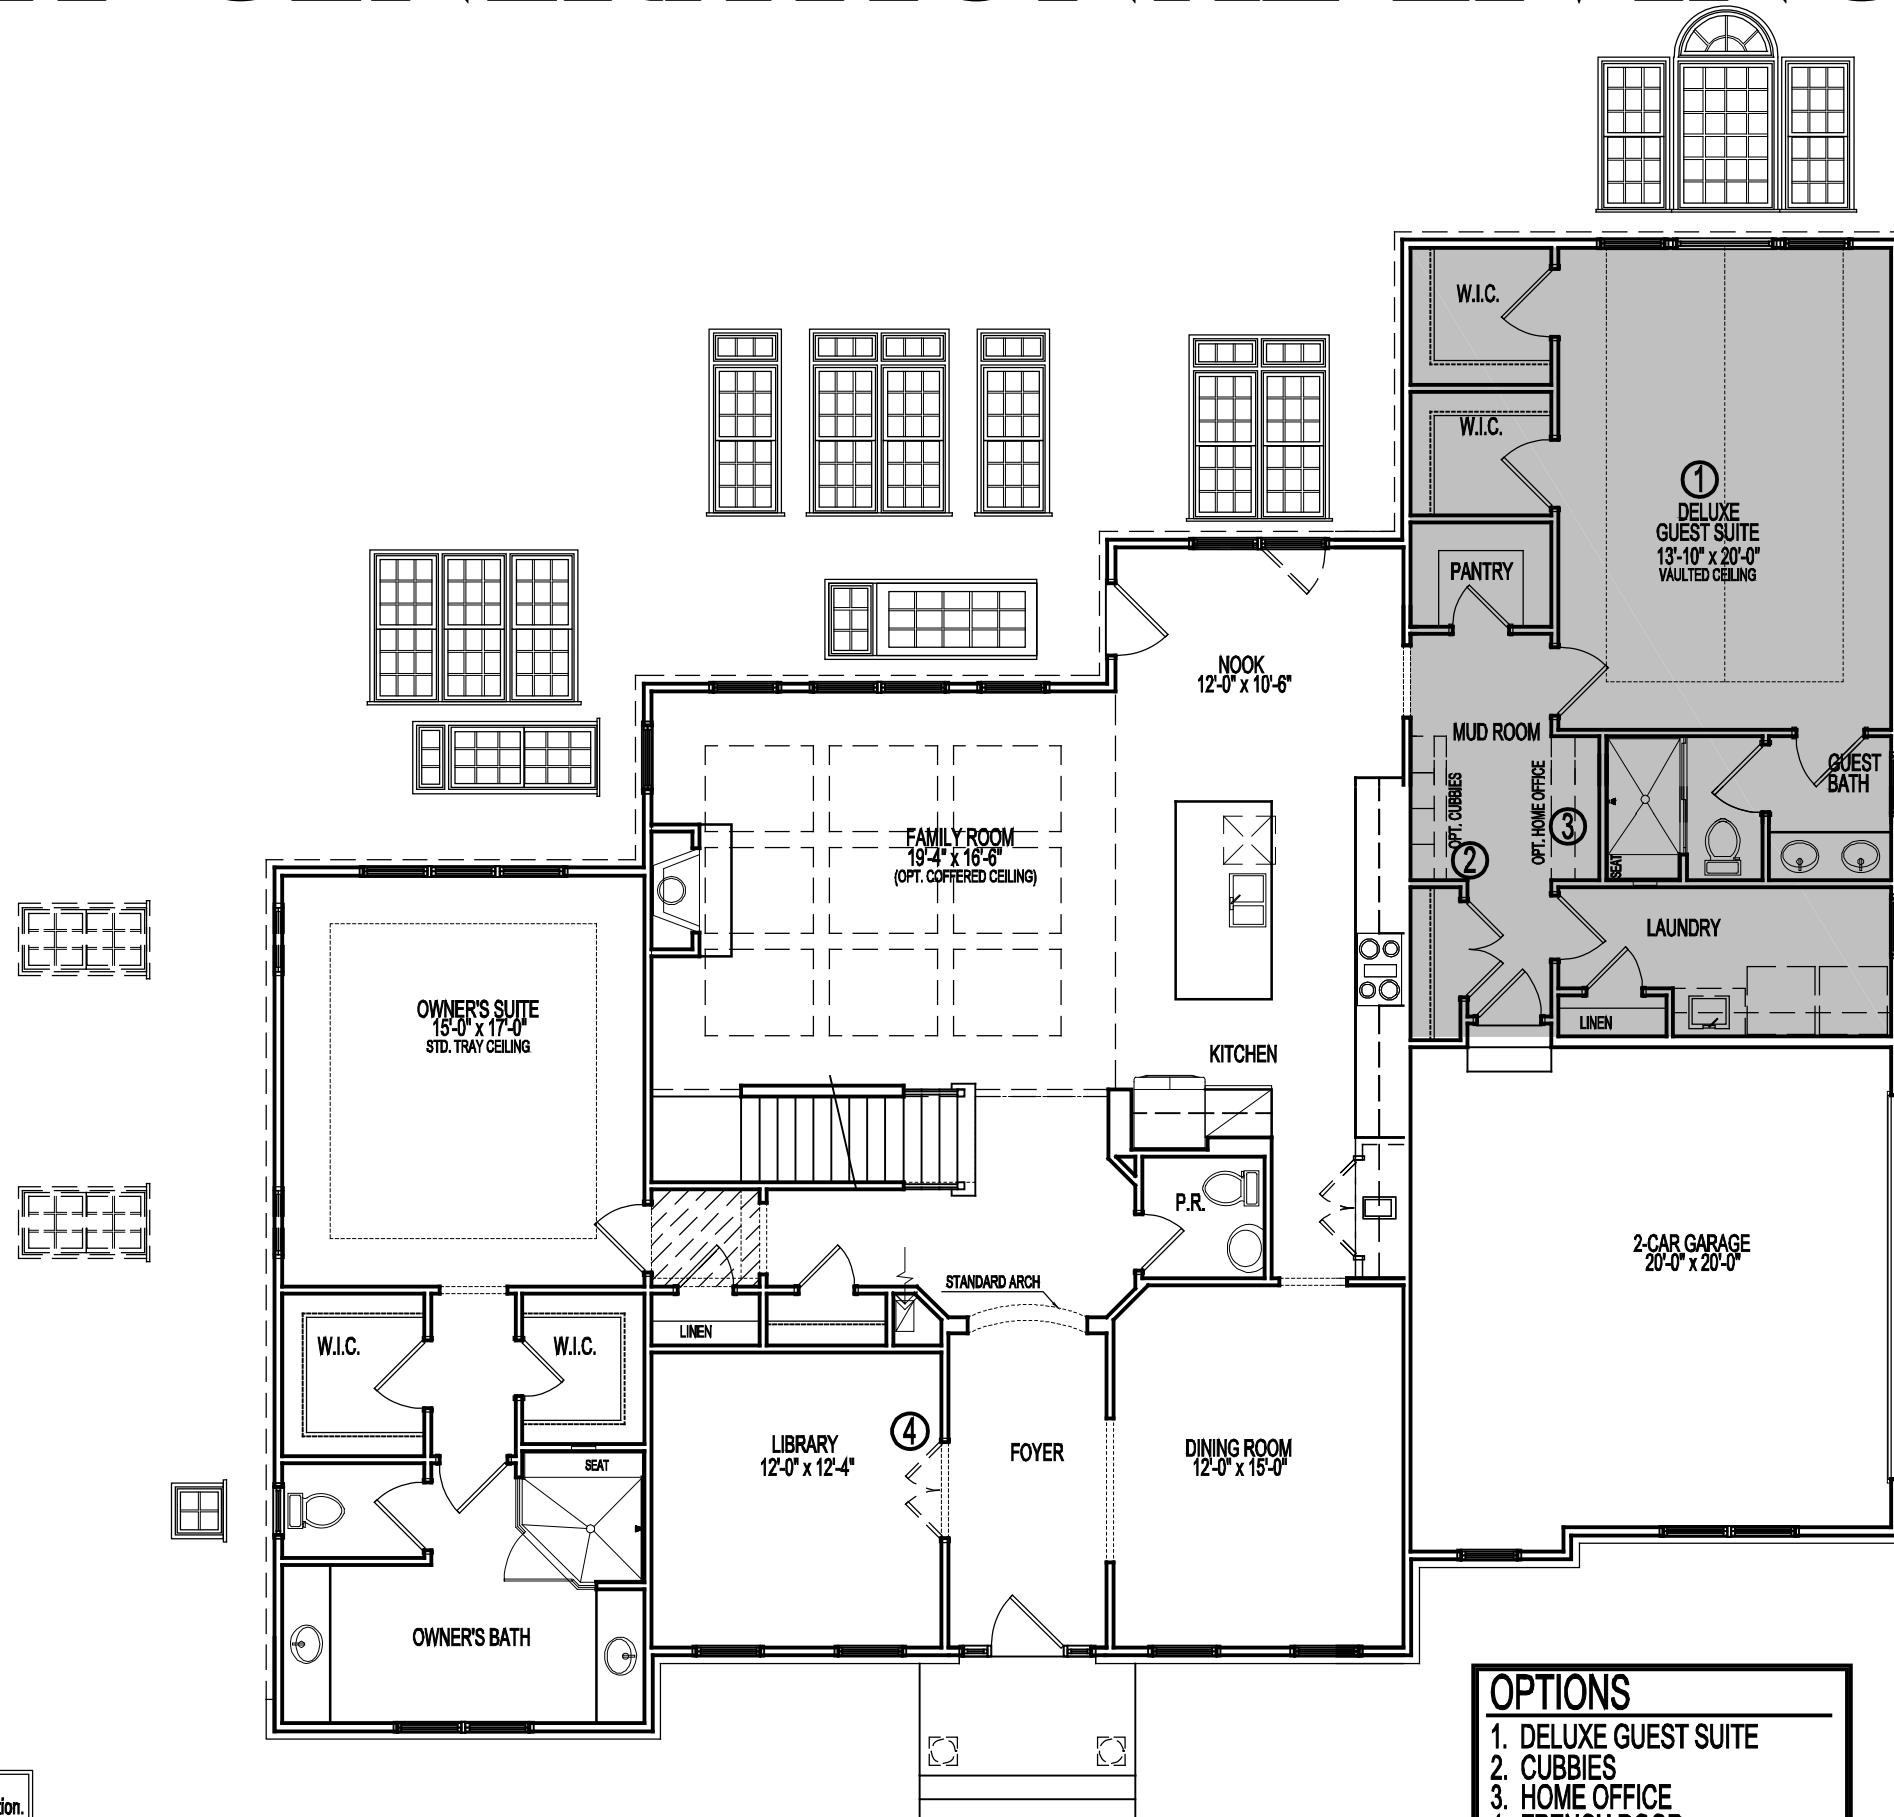 W.I.C.
W.I.C.
1
DELUXE
GUEST SUITE
13'-10" x 20'-0"
VAULTED CEILING
PANTRY
NOOK
12'-0" x 10'-6"
MUD ROOM
GUEST
BATH
OPT. CUBBIES
OPT. HOME OFFICE
3
2
SEAT
FAMILY ROOM
19'-4" x 16'-6"
(OPT. COFFERED CEILING)
LAUNDRY
LINEN
OWNER'S SUITE
15'-0" x 17'-0"
STD. TRAY CEILING
KITCHEN
P.R.
2-CAR GARAGE
20'-0" x 20'-0"
STANDARD ARCH
LINEN
W.I.C.
W.I.C.
4
LIBRARY
12'-0" x 12'-4"
FOYER
DINING ROOM
12'-0" x 15'-0"
SEAT
OWNER'S BATH
OPTIONS
1. DELUXE GUEST SUITE
2. CUBBIES
3. HOME OFFICE